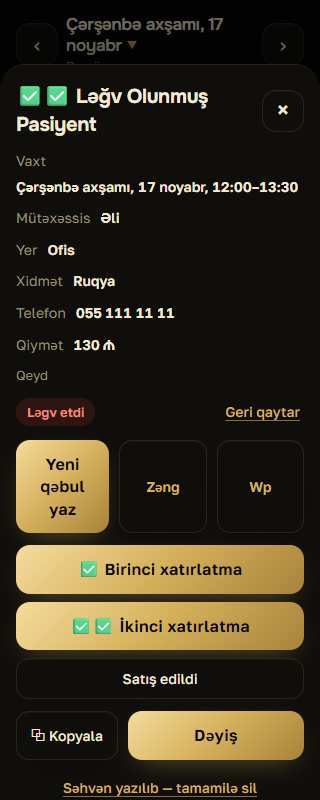 ‹
Çərşənbə axşamı, 17
noyabr ▼
›
✅✅ Ləğv Olunmuş
Pasiyent
×
Vaxt
Çərşənbə axşamı, 17 noyabr, 12:00–13:30
Mütəxəssis Əli
Yer Ofis
Xidmət Ruqya
Telefon 055 111 11 11
Qiymət 130 ₼
Qeyd
Ləğv etdi
Geri qaytar
Yeni
qəbul
yaz
Zəng
Wp
✅ Birinci xatırlatma
✅✅ İkinci xatırlatma
Satış edildi
Kopyala
Dəyiş
Səhvən yazılıb — tamamilə sil